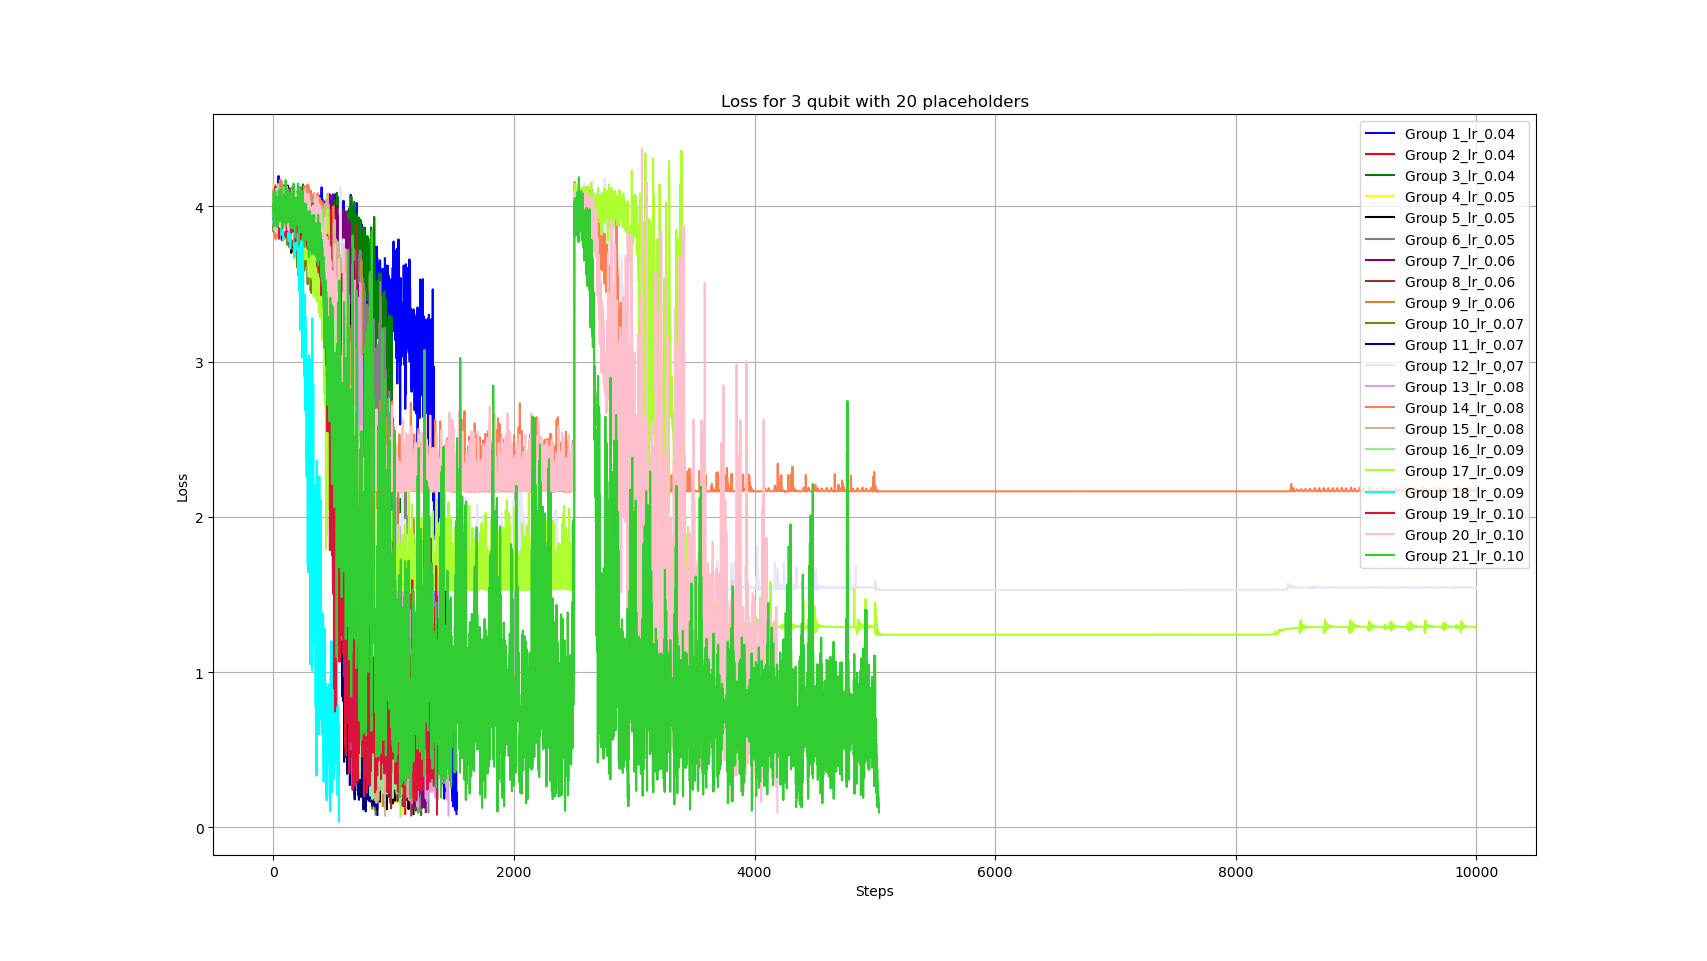 Loss for 3 qubit with 20 placeholders
Group 1_lr_0.04
Group 2_lr_0.04
Group 3_lr_0.04
Group 4_lr_0.05
Group 5_lr_0.05
Group 6_lr_0.05
Group 7_lr_0.06
Group 8_lr_0.06
Group 9_lr_0.06
Group 10_lr_0.07
Group 11_lr_0.07
Group 12_lr_0,07
Group 13_lr_0.08
Group 14_lr_0.08
Group 15_lr_0.08
Group 16_lr_0.09
Group 17_lr_0.09
Group 18_lr_0.09
Group 19_lr_0.10
Group 20_lr_0.10
Group 21_lr_0.10
4
3
2
1
0
Loss
0 2000 4000 6000 8000 10000
Steps